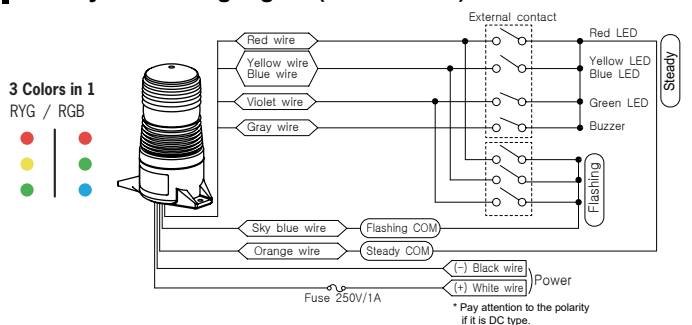 External contact
Red wire
Red LED
Yellow wire
Blue wire
Yellow LED
Blue LED
Steady
3 Colors in 1
RYG / RGB
Violet wire
Green LED
Gray wire
Buzzer
Flashing
Sky blue wire
Flashing COM
Orange wire
Steady COM
(-) Black wire
Power
(+) White wire
Fuse 250V/1A
* Pay attention to the polarity
if it is DC type.